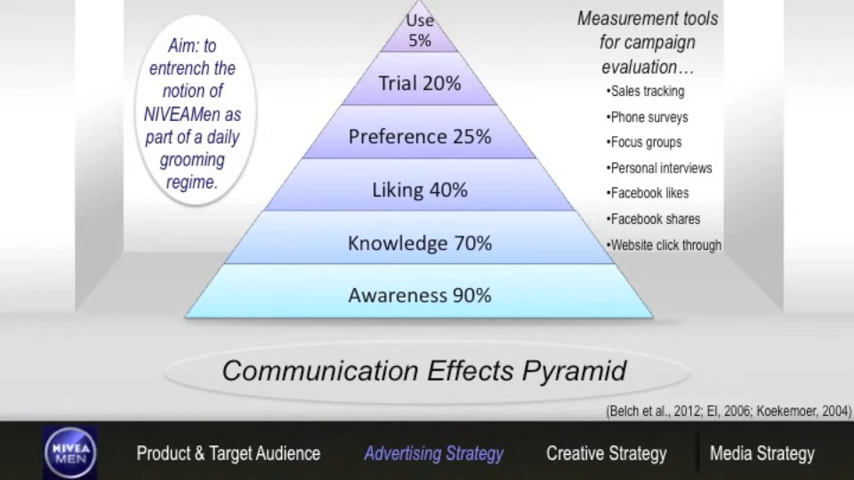 Aim: to
entrench the
notion of
NIVEAMen as
part of a daily
grooming
regime.
Use
5%
Trial 20%
Preference 25%
Liking 40%
Knowledge 70%
Awareness 90%
Measurement tools
for campaign
evaluation…
•Sales tracking
•Phone surveys
•Focus groups
•Personal interviews
•Facebook likes
•Facebook shares
•Website click through
Communication Effects Pyramid
(Belch et al., 2012; EI, 2006; Koekemoer, 2004)
NIVEA
MEN
Product & Target Audience
Advertising Strategy
Creative Strategy
Media Strategy